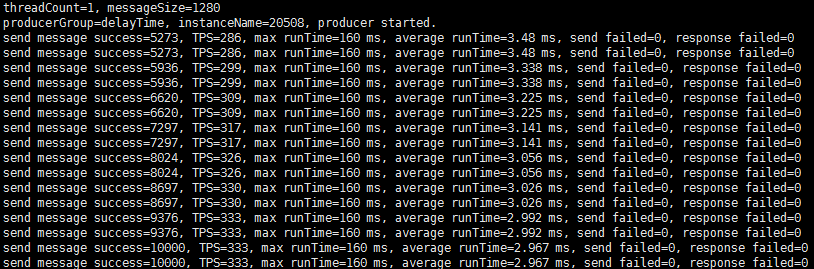 threadCount=1, messageSize=1280
producerGroup=delayTime, instanceName=20508, producer started.
send message success=5273, TPS=286, max runTime=160 ms, average runTime=3.48 ms, send failed=0, response failed=0
send message success=5273, TPS=286, max runTime=160 ms, average runTime=3.48 ms, send failed=0, response failed=0
send message success=5936, TPS=299, max runTime=160 ms, average runTime=3.338 ms, send failed=0, response failed=0
send message success=5936, TPS=299, max runTime=160 ms, average runTime=3.338 ms, send failed=0, response failed=0
send message success=6620, TPS=309, max runTime=160 ms, average runTime=3.225 ms, send failed=0, response failed=0
send message success=6620, TPS=309, max runTime=160 ms, average runTime=3.225 ms, send failed=0, response failed=0
send message success=7297, TPS=317, max runTime=160 ms, average runTime=3.141 ms, send failed=0, response failed=0
send message success=7297, TPS=317, max runTime=160 ms, average runTime=3.141 ms, send failed=0, response failed=0
send message success=8024, TPS=326, max runTime=160 ms, average runTime=3.056 ms, send failed=0, response failed=0
send message success=8024, TPS=326, max runTime=160 ms, average runTime=3.056 ms, send failed=0, response failed=0
send message success=8697, TPS=330, max runTime=160 ms, average runTime=3.026 ms, send failed=0, response failed=0
send message success=8697, TPS=330, max runTime=160 ms, average runTime=3.026 ms, send failed=0, response failed=0
send message success=9376, TPS=333, max runTime=160 ms, average runTime=2.992 ms, send failed=0, response failed=0
send message success=9376, TPS=333, max runTime=160 ms, average runTime=2.992 ms, send failed=0, response failed=0
send message success=10000, TPS=333, max runTime=160 ms, average runTime=2.967 ms, send failed=0, response failed=0
send message success=10000, TPS=333, max runTime=160 ms, average runTime=2.967 ms, send failed=0, response failed=0